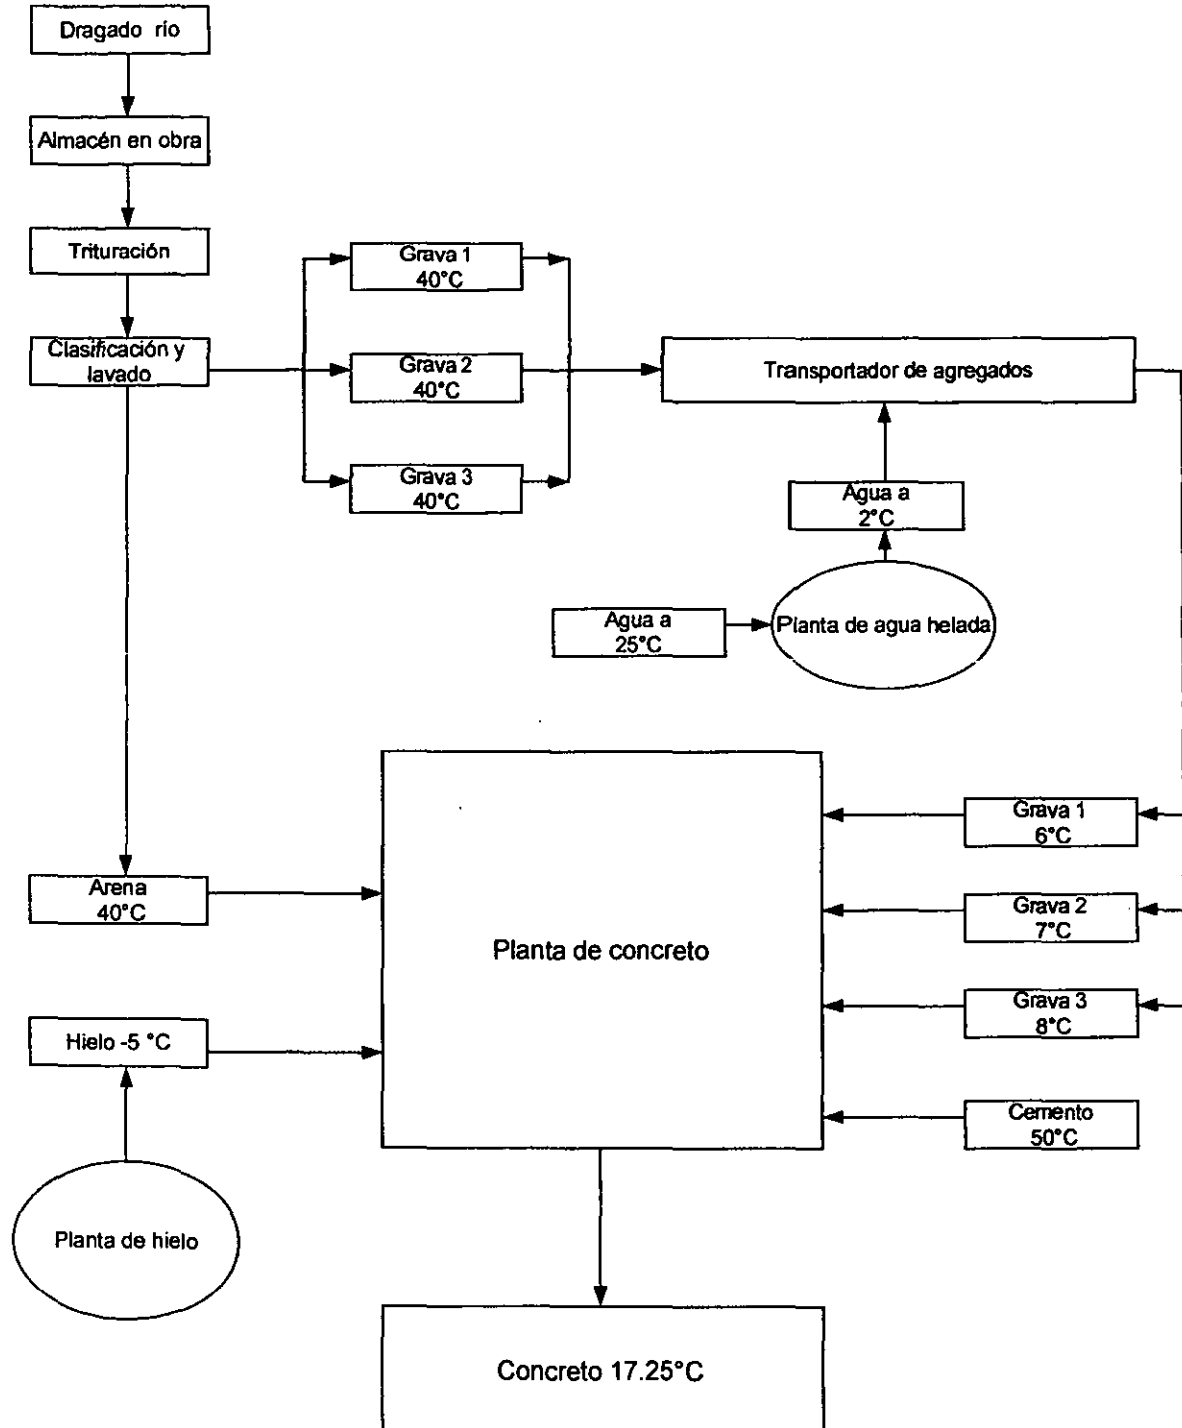 Dragado río
Almacén en obra
Trituración
Clasificación y
lavado
Grava 1
40°C
Grava 2
40°C
Grava 3
40°C
Transportador de agregados
Agua a
2°C
Agua a
25°C
Planta de agua helada
Planta de concreto
Grava 1
6°C
Grava 2
7°C
Grava 3
8°C
Cemento
50°C
Arena
40°C
Hielo -5 °C
Planta de hielo
Concreto 17.25°C